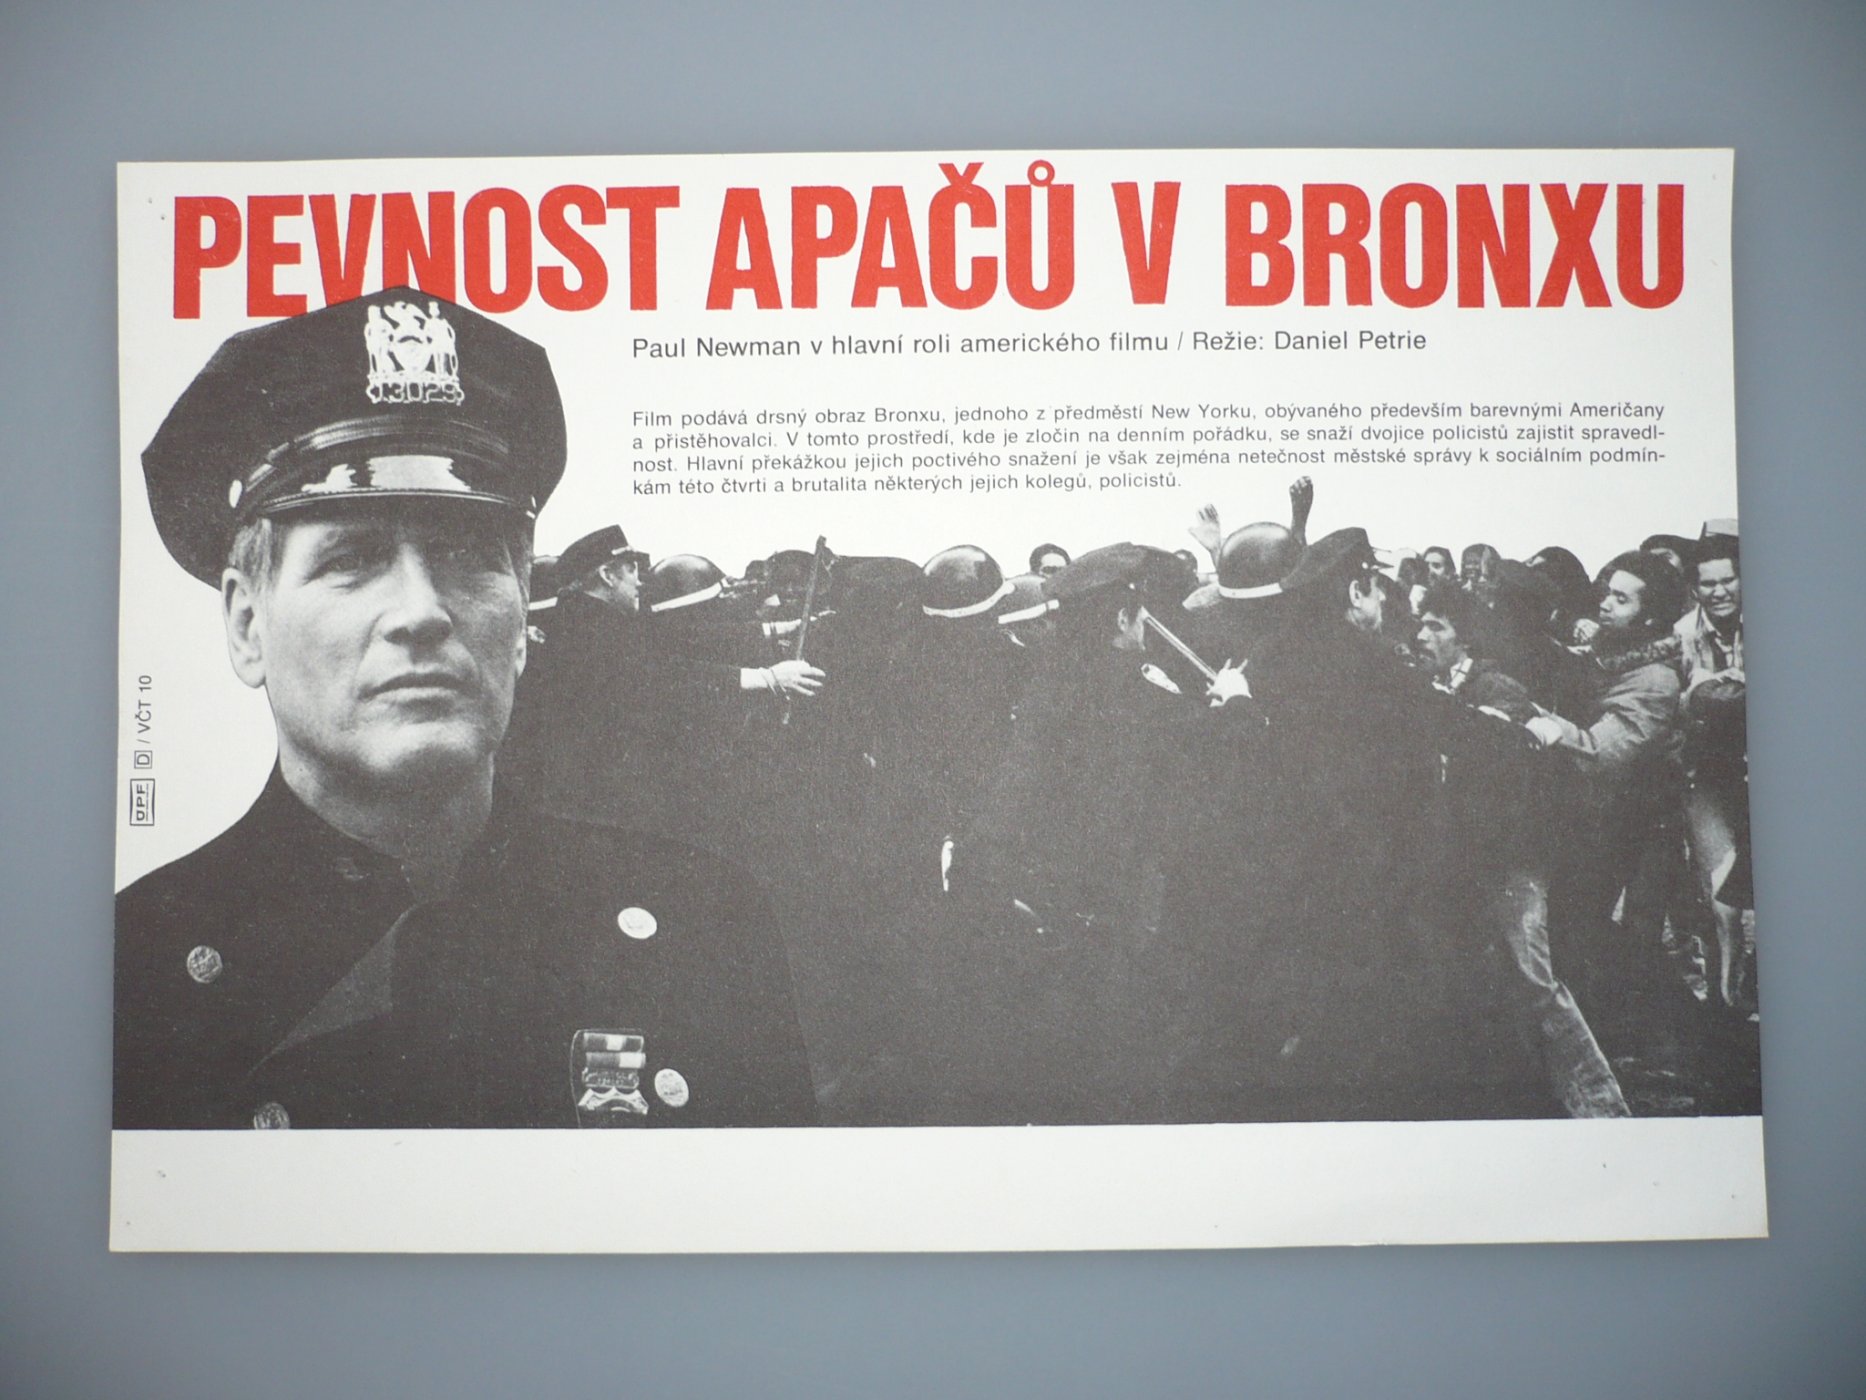 PEVNOST APAČŮ V BRONXU
Paul Newman v hlavní roli amerického filmu / Režie: Daniel Petrie
Film podává drsný obraz Bronxu, jednoho z předměstí New Yorku, obývaného především barevnými Američany
a přistěhovalci. V tomto prostředí, kde je zločin na denním pořádku, se snaží dvojice policistů zajistit spravedl-
nost. Hlavní překážkou jejich poctivého snažení je však zejména netečnost městské správy k sociálním podmín-
kám této čtvrti a brutalita některých jejich kolegů, policistů.
13029
ÚPF D / VČT 10